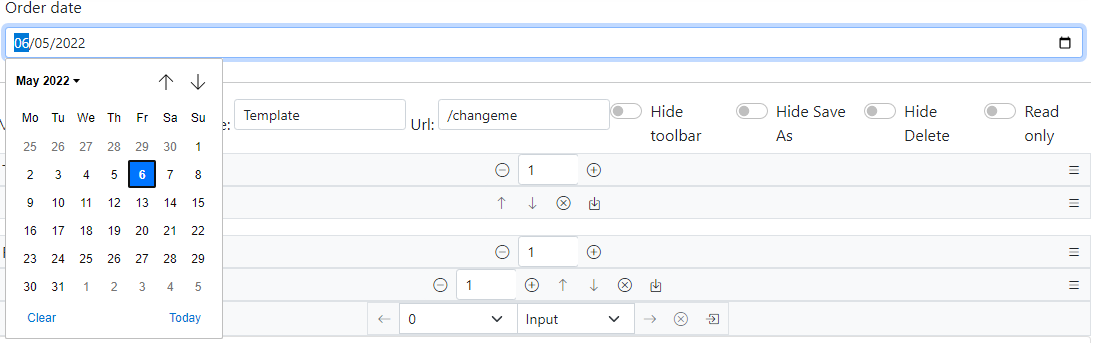 Order date
06/05/2022
May 2022
Mo Tu We Th Fr Sa Su
25 26 27 28 29 30 1
2 3 4 5 6 7 8
9 10 11 12 13 14 15
16 17 18 19 20 21 22
23 24 25 26 27 28 29
30 31 1 2 3 4 5
Clear Today
Template Url: /changeme Hide toolbar Hide Save As Hide Delete Read only
1
1
1
0 Input